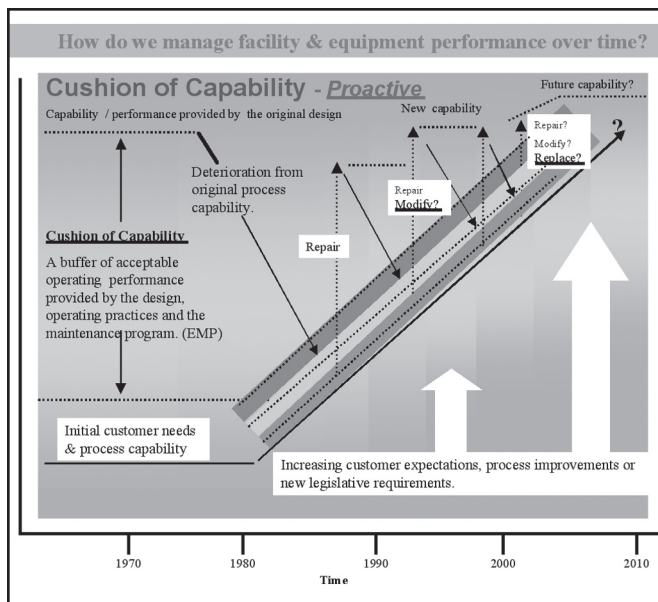 How do we manage facility & equipment performance over time?
Cushion of Capability - Proactive
Capability / performance provided by the original design
Future capability?
New capability
?
Repair?
Modify?
Replace?
Deterioration from
original process
capability.
Repair
Modify?
Cushion of Capability
Repair
A buffer of acceptable
operating performance
provided by the design,
operating practices and the
maintenance program. (EMP)
Initial customer needs
& process capability
Increasing customer expectations, process improvements or
new legislative requirements.
1970
1980
1990
2000
2010
Time